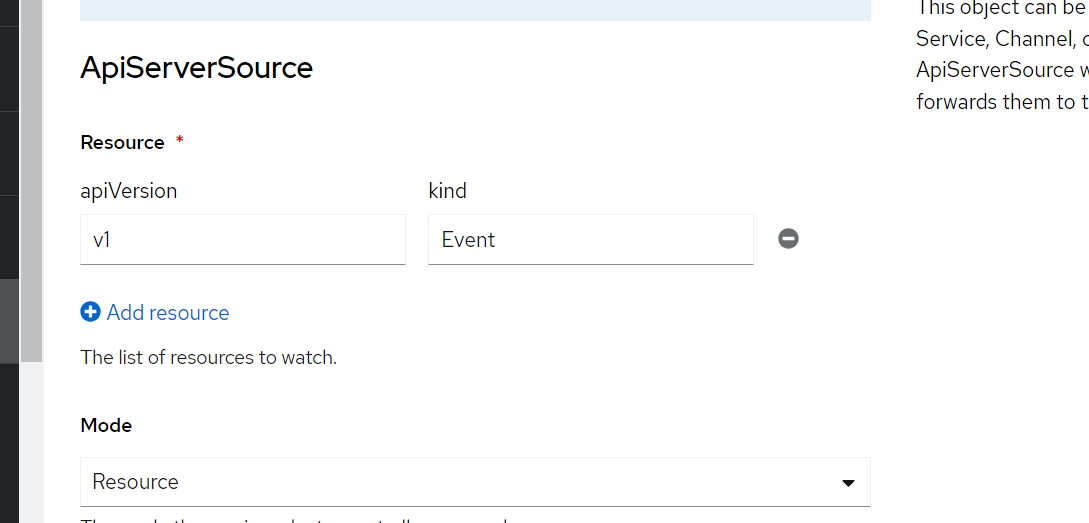 This object can be
Service, Channel,
ApiServerSource
forwards them to
ApiServerSource
Resource *
apiVersion kind
v1 Event
Add resource
The list of resources to watch.
Mode
Resource